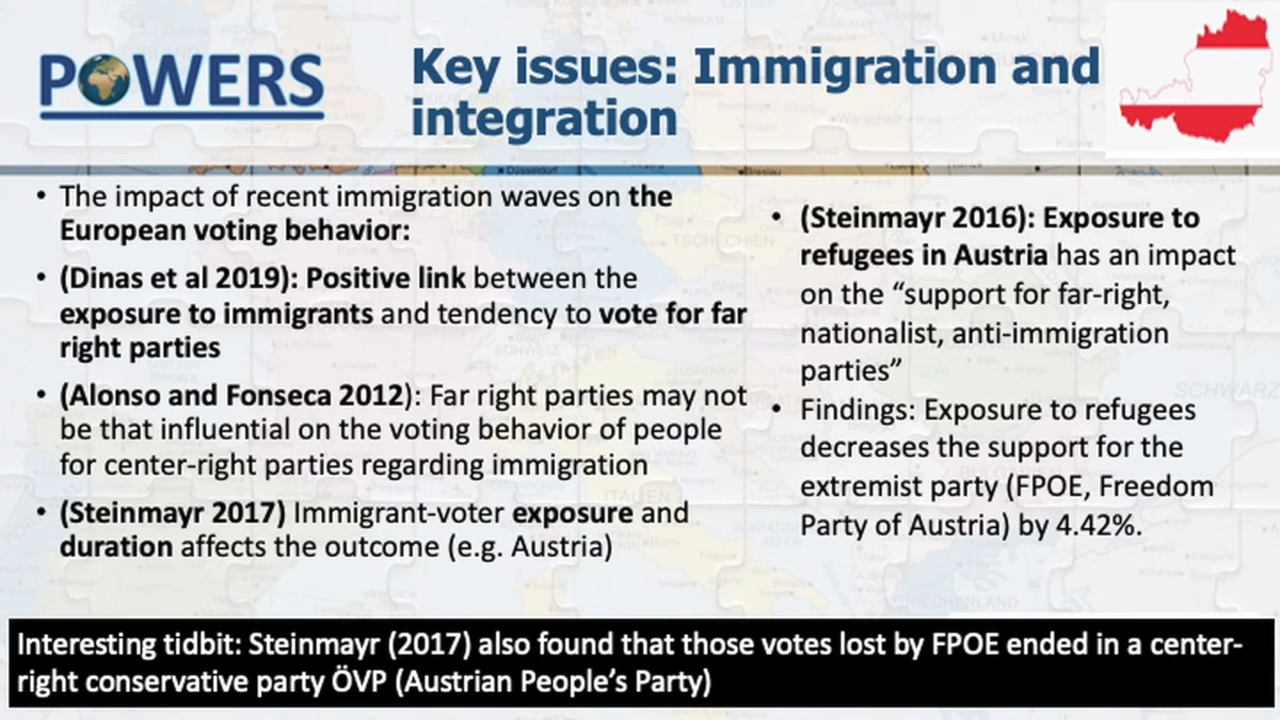 POWERS
Key issues: Immigration and
integration
• The impact of recent immigration waves on the
European voting behavior:
• (Dinas et al 2019): Positive link between the
exposure to immigrants and tendency to vote for far
right parties
• (Alonso and Fonseca 2012): Far right parties may not
be that influential on the voting behavior of people
for center-right parties regarding immigration
• (Steinmayr 2017) Immigrant-voter exposure and
duration affects the outcome (e.g. Austria)
• (Steinmayr 2016): Exposure to
refugees in Austria has an impact
on the “support for far-right,
nationalist, anti-immigration
parties”
• Findings: Exposure to refugees
decreases the support for the
extremist party (FPOE, Freedom
Party of Austria) by 4.42%.
Interesting tidbit: Steinmayr (2017) also found that those votes lost by FPOE ended in a center-
right conservative party ÖVP (Austrian People’s Party)